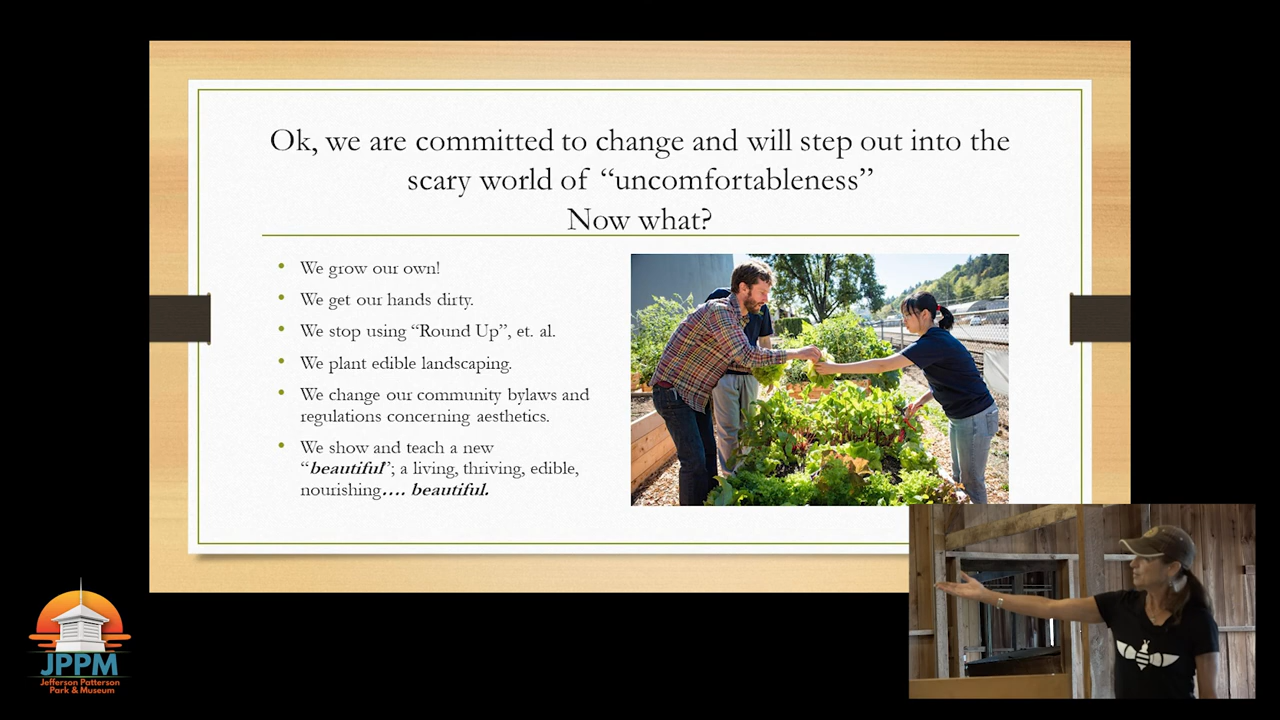 Ok, we are committed to change and will step out into the
scary world of “uncomfortableness”
Now what?
• We grow our own!
• We get our hands dirty.
• We stop using “Round Up”, et. al.
• We plant edible landscaping.
• We change our community bylaws and
regulations concerning aesthetics.
• We show and teach a new
“beautiful”; a living, thriving, edible,
nourishing…. beautiful.
JPPM
Jefferson Patterson
Park & Museum